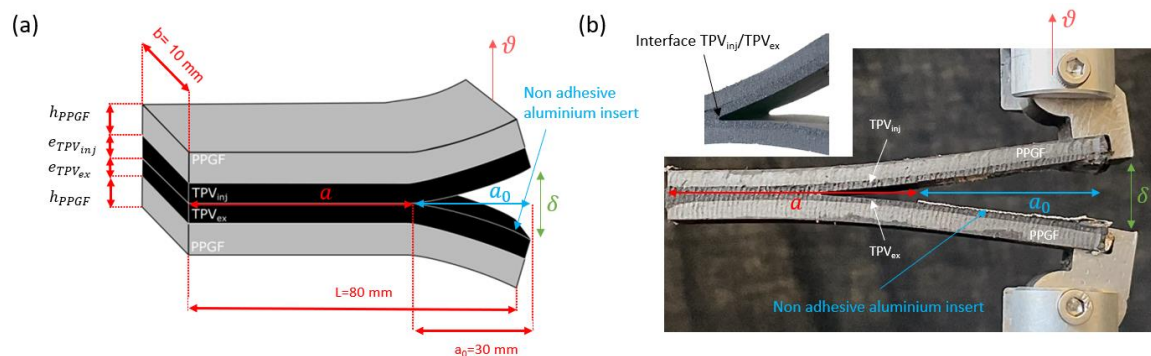 (a)
b= 10 mm
ϑ
Non adhesive
aluminium insert
h_PPGF
e_TPV_inj
e_TPV_ex
h_PPGF
PPGF
TPV_inj
a
a_0
TPV_ex
δ
PPGF
L=80 mm
a_0=30 mm
(b)
Interface TPV_inj/TPV_ex
ϑ
TPV_inj
PPGF
a
a_0
δ
PPGF
TPV_ex
Non adhesive aluminium insert